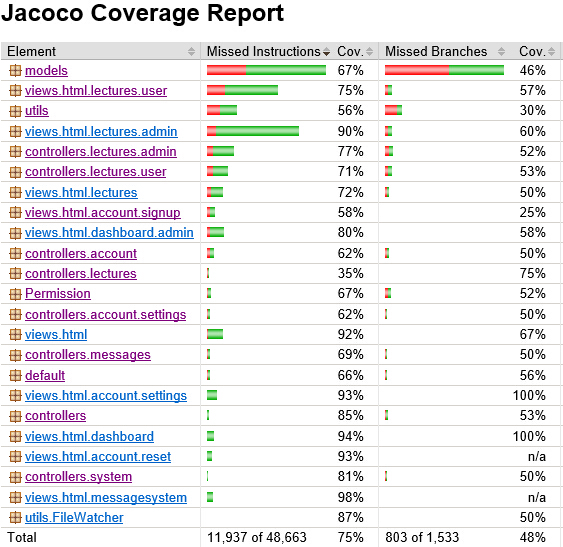 Jacoco Coverage Report
Element Missed Instructions Cov. Missed Branches Cov.
models 67% 46%
views.html.lectures.user 75% 57%
utils 56% 30%
views.html.lectures.admin 90% 60%
controllers.lectures.admin 77% 52%
controllers.lectures.user 71% 53%
views.html.lectures 72% 50%
views.html.account.signup 58% 25%
views.html.dashboard.admin 80% 58%
controllers.account 62% 50%
controllers.lectures 35% 75%
Permission 67% 52%
controllers.account.settings 62% 50%
views.html 92% 67%
controllers.messages 69% 50%
default 66% 56%
views.html.account.settings 93% 100%
controllers 85% 53%
views.html.dashboard 94% 100%
views.html.account.reset 93% n/a
controllers.system 81% 50%
views.html.messagesystem 98% n/a
utils.FileWatcher 87% 50%
Total 11,937 of 48,663 75% 803 of 1,533 48%